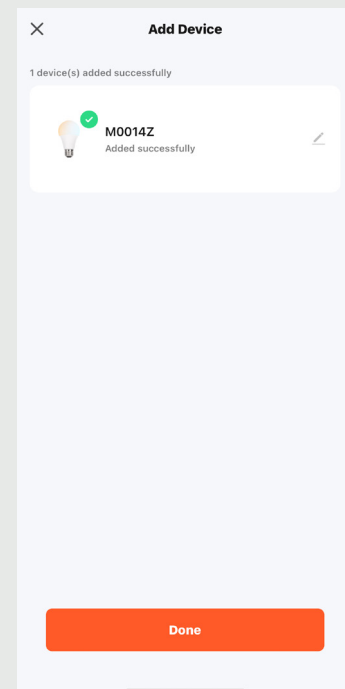 Add Device
1 device(s) added successfully
M0014Z
Added successfully
Done